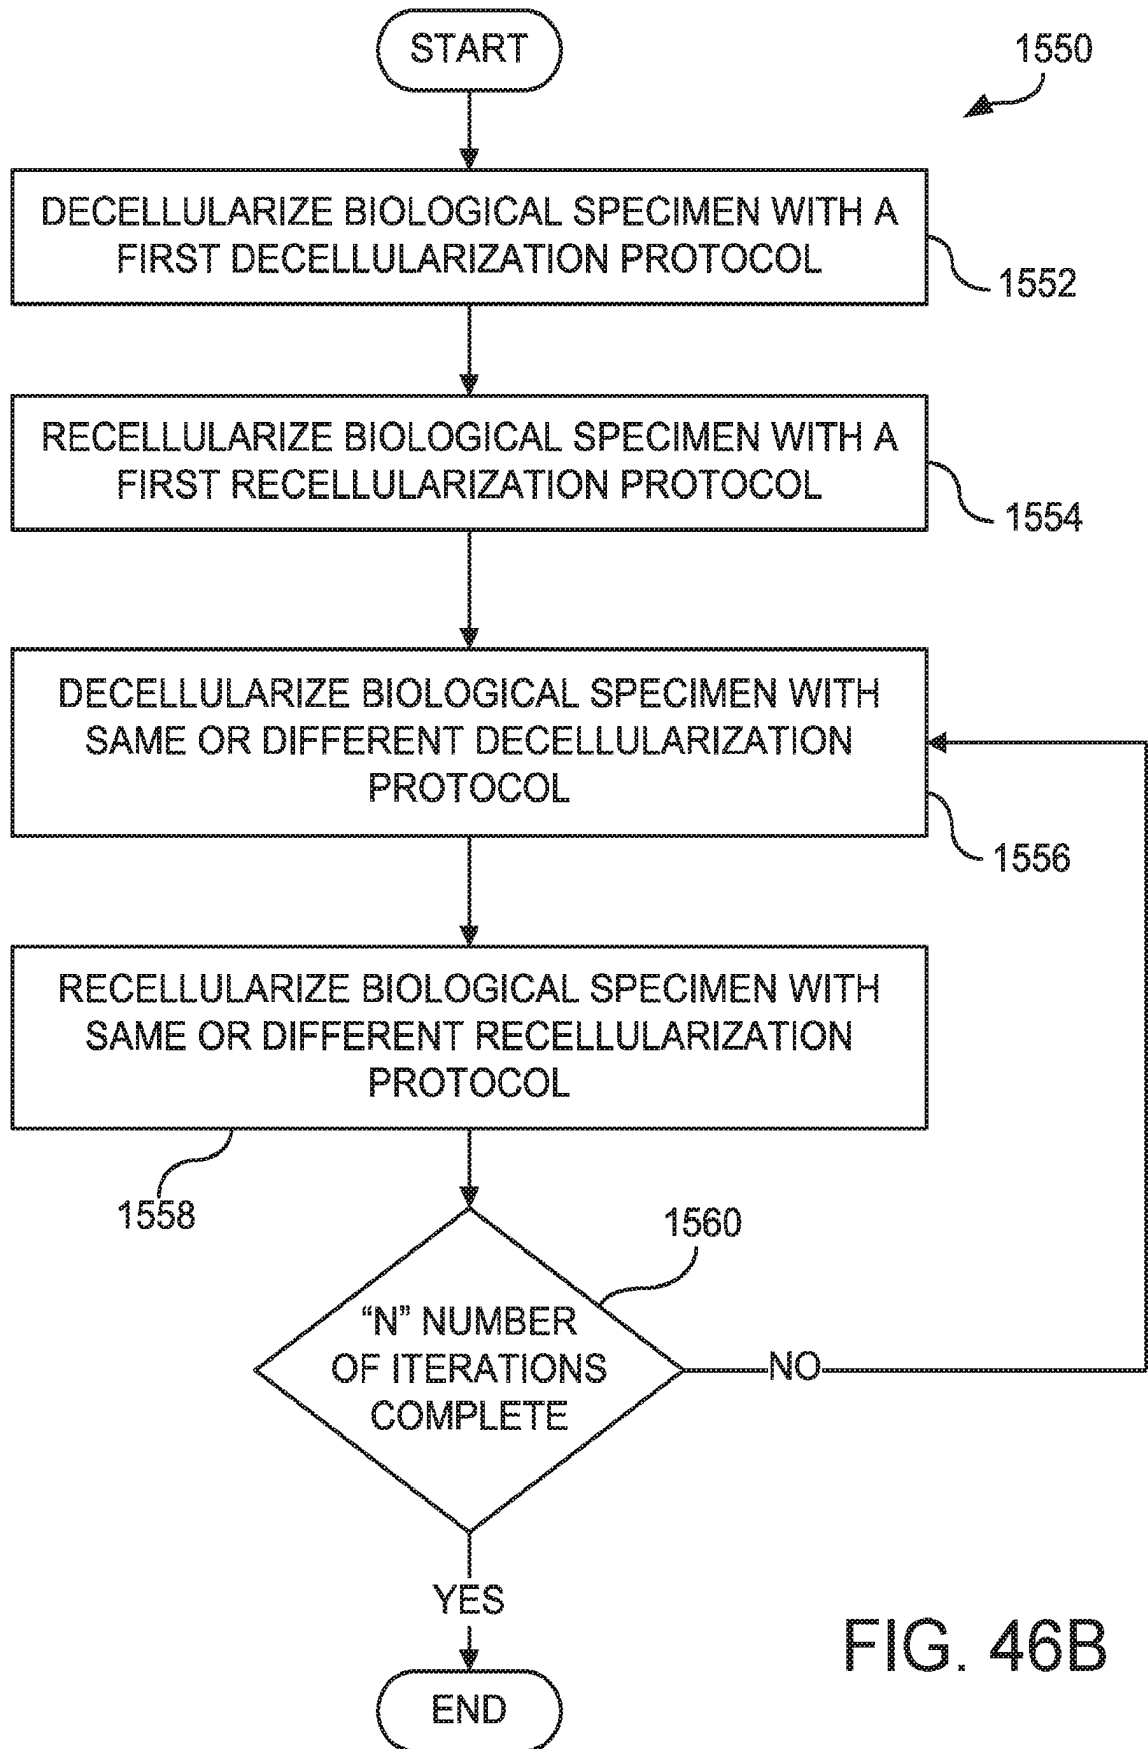 START
1550
DECELLULARIZE BIOLOGICAL SPECIMEN WITH A
FIRST DECELLULARIZATION PROTOCOL
1552
RECELLULARIZE BIOLOGICAL SPECIMEN WITH A
FIRST RECELLULARIZATION PROTOCOL
1554
DECELLULARIZE BIOLOGICAL SPECIMEN WITH
SAME OR DIFFERENT DECELLULARIZATION
PROTOCOL
1556
RECELLULARIZE BIOLOGICAL SPECIMEN WITH
SAME OR DIFFERENT RECELLULARIZATION
PROTOCOL
1558
1560
“N” NUMBER
OF ITERATIONS
COMPLETE
NO
YES
END
FIG. 46B